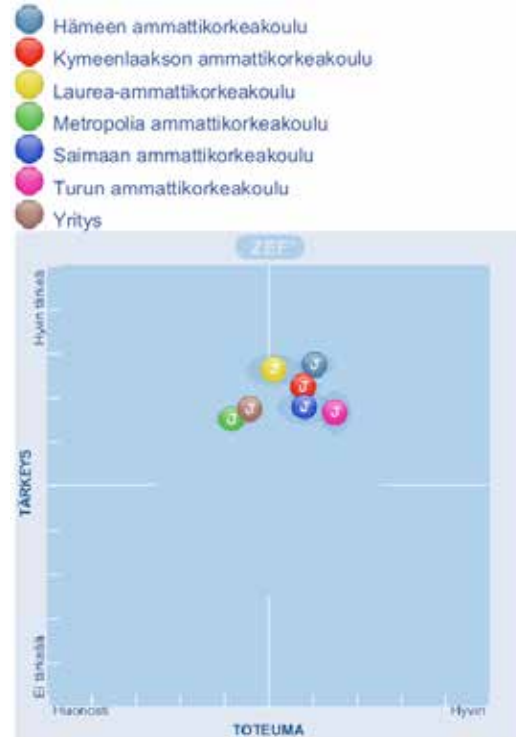 Hämeen ammattikorkeakoulu
Kymeenlaakson ammattikorkeakoulu
Laurea-ammattikorkeakoulu
Metropolia ammattikorkeakoulu
Saimaan ammattikorkeakoulu
Turun ammattikorkeakoulu
Yritys
ZEF
Hyvin tärkeä
J
J
J
J
J
J
J
TÄRKEYS
Ei tärkeää
Huonosti
Hyvin
TOTEUMA